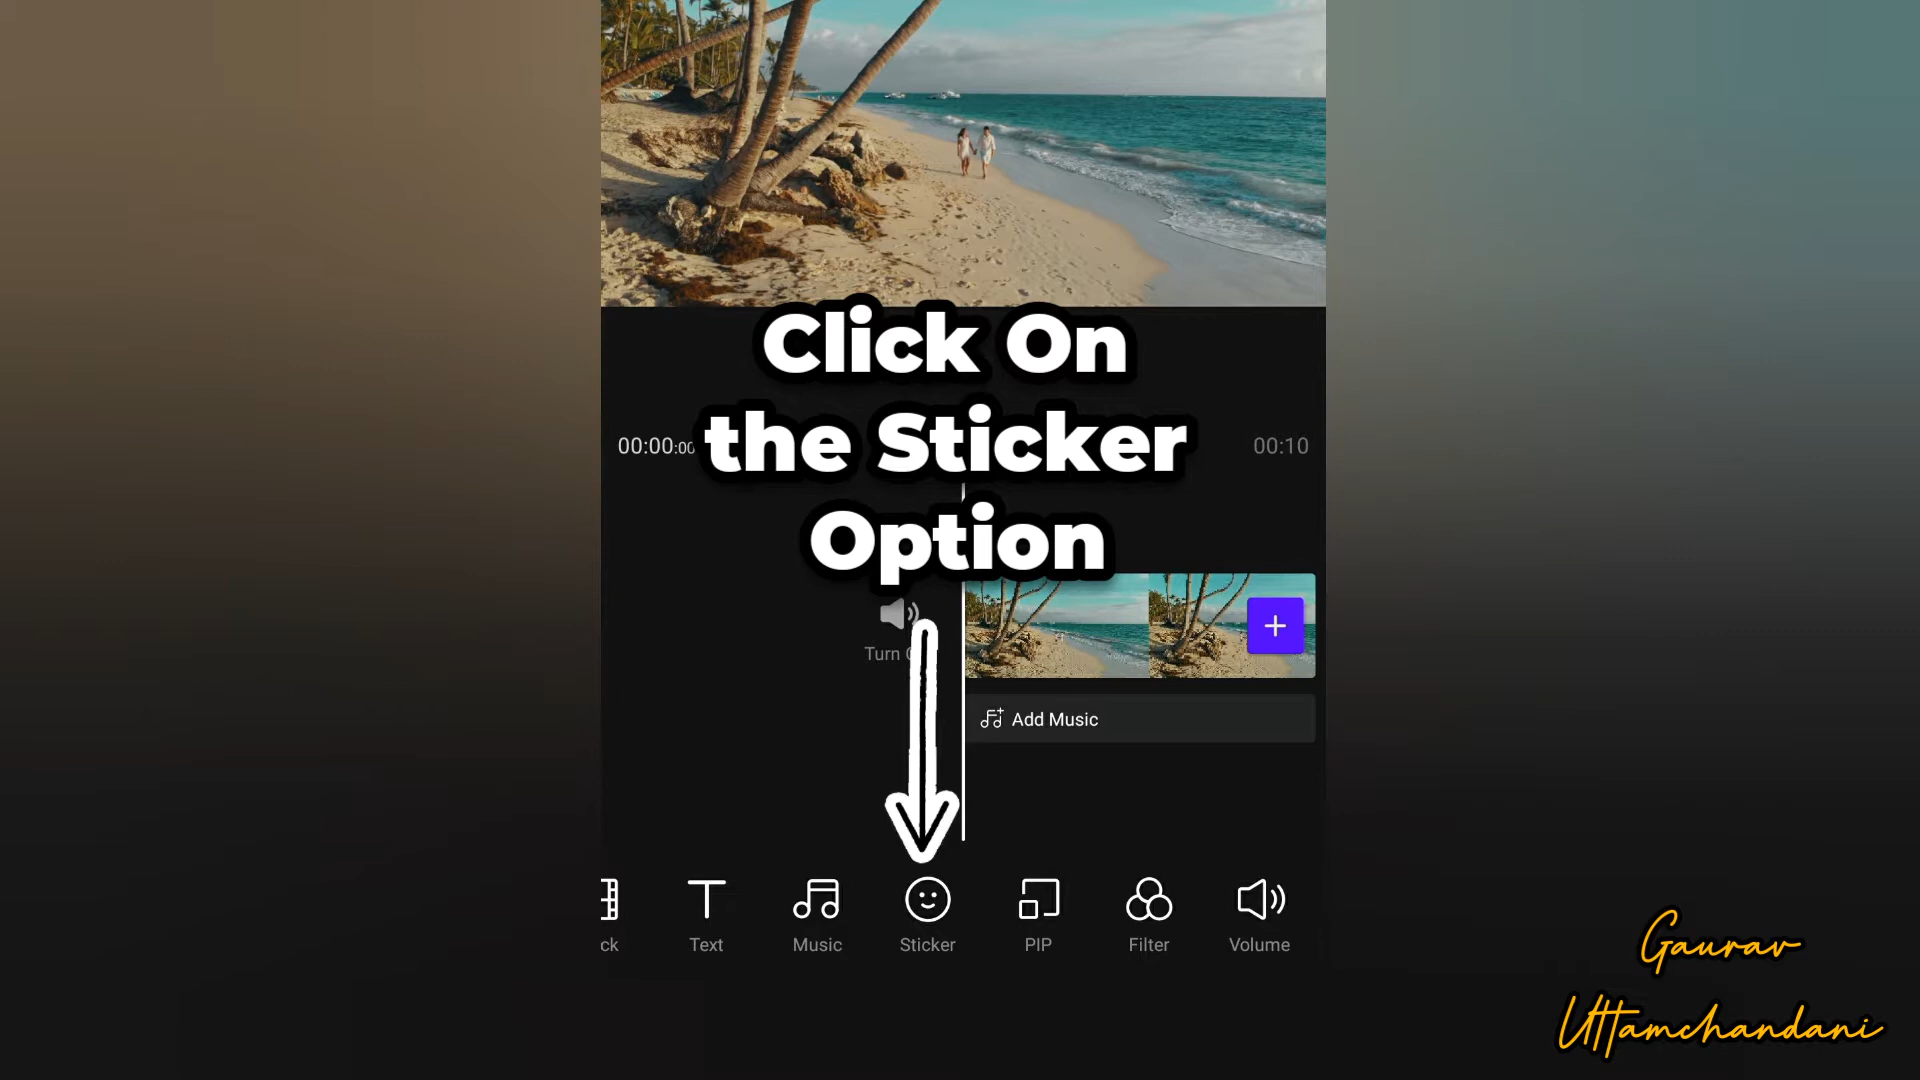 Click On
the Sticker
Option
00:00:00
00:10
Turn
Add Music
ck
Text
Music
Sticker
PIP
Filter
Volume
Gaurav
Uttamchandani